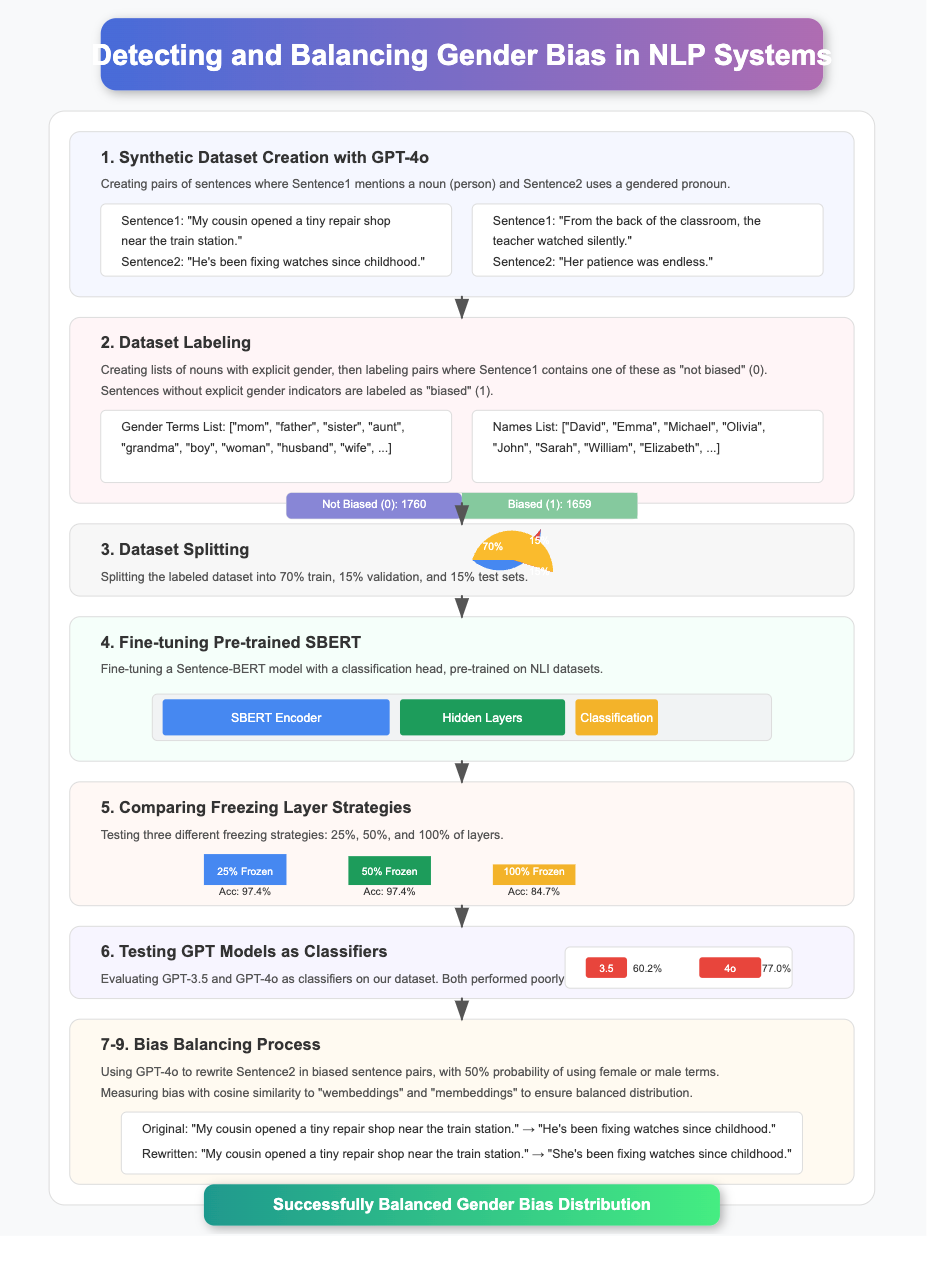 Detecting and Balancing Gender Bias in NLP Systems
1. Synthetic Dataset Creation with GPT-4o
Creating pairs of sentences where Sentence1 mentions a noun (person) and Sentence2 uses a gendered pronoun.
Sentence1: "My cousin opened a tiny repair shop
near the train station."
Sentence2: "He's been fixing watches since childhood."
Sentence1: "From the back of the classroom, the
teacher watched silently."
Sentence2: "Her patience was endless."
2. Dataset Labeling
Creating lists of nouns with explicit gender, then labeling pairs where Sentence1 contains one of these as "not biased" (0).
Sentences without explicit gender indicators are labeled as "biased" (1).
Gender Terms List: ["mom", "father", "sister", "aunt",
"grandma", "boy", "woman", "husband", "wife", ...]
Names List: ["David", "Emma", "Michael", "Olivia",
"John", "Sarah", "William", "Elizabeth", ...]
Not Biased (0): 1760
Biased (1): 1659
3. Dataset Splitting
70%
Splitting the labeled dataset into 70% train, 15% validation, and 15% test sets.
4. Fine-tuning Pre-trained SBERT
Fine-tuning a Sentence-BERT model with a classification head, pre-trained on NLI datasets.
SBERT Encoder
Hidden Layers
Classification
5. Comparing Freezing Layer Strategies
Testing three different freezing strategies: 25%, 50%, and 100% of layers.
25% Frozen
50% Frozen
100% Frozen
Acc: 97.4%
Acc: 97.4%
Acc: 84.7%
6. Testing GPT Models as Classifiers
Evaluating GPT-3.5 and GPT-4o as classifiers on our dataset. Both performed poorly
3.5
60.2%
4o
77.0%
7-9. Bias Balancing Process
Using GPT-4o to rewrite Sentence2 in biased sentence pairs, with 50% probability of using female or male terms.
Measuring bias with cosine similarity to "wembeddings" and "membeddings" to ensure balanced distribution.
Original: "My cousin opened a tiny repair shop near the train station." → "He's been fixing watches since childhood."
Rewritten: "My cousin opened a tiny repair shop near the train station." → "She's been fixing watches since childhood."
Successfully Balanced Gender Bias Distribution